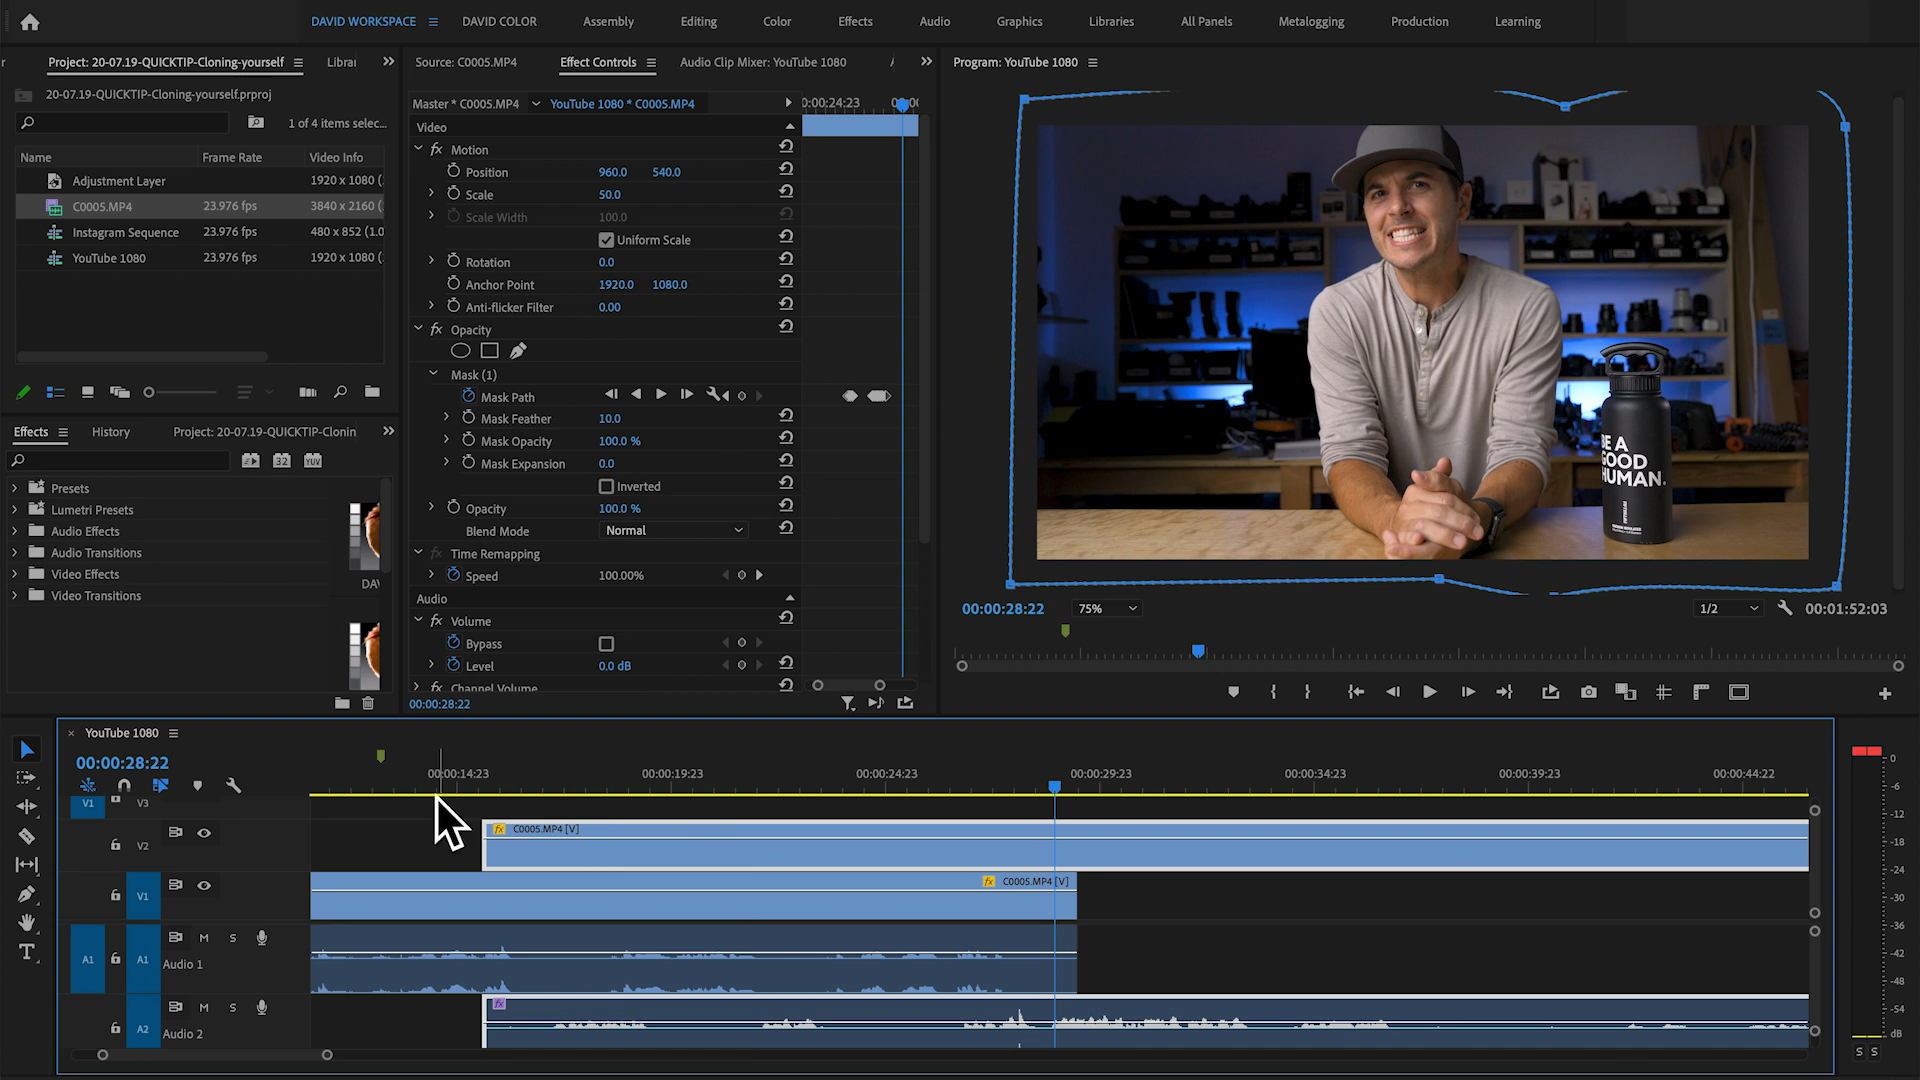 DAVID WORKSPACE DAVID COLOR Assembly Editing Color Effects Audio Graphics Libraries All Panels Metalogging Production Learning
Project: 20-07.19-QUICKTIP-Cloning-yourself
20-07.19-QUICKTIP-Cloning-yourself.prproj
1 of 4 items selec...
Name Frame Rate Video Info
Adjustment Layer 1920 x 1080 (
C0005.MP4 23.976 fps 3840 x 2160 (
Instagram Sequence 23.976 fps 480 x 852 (1.0
YouTube 1080 23.976 fps 1920 x 1080 (
Effects History Project: 20-07.19-QUICKTIP-Clonin
32 YUV
Presets
Lumetri Presets
Audio Effects
Audio Transitions
Video Effects
Video Transitions
DA
Source: C0005.MP4 Effect Controls Audio Clip Mixer: YouTube 1080
Master * C0005.MP4 YouTube 1080 * C0005.MP4
0:00:24:23
Video
fx Motion
Position 960.0 540.0
Scale 50.0
Scale Width 100.0
Uniform Scale
Rotation 0.0
Anchor Point 1920.0 1080.0
Anti-flicker Filter 0.00
fx Opacity
Mask (1)
Mask Path
Mask Feather 10.0
Mask Opacity 100.0 %
Mask Expansion 0.0
Inverted
Opacity 100.0 %
Blend Mode Normal
fx Time Remapping
Speed 100.00%
Audio
fx Volume
Bypass
Level 0.0 dB
fx Channel Volume
00:00:28:22
Program: YouTube 1080
BE A
GOOD
HUMAN.
00:00:28:22 75% 1/2 00:01:52:03
× YouTube 1080
00:00:28:22
00:00:14:23 00:00:19:23 00:00:24:23 00:00:29:23 00:00:34:23 00:00:39:23 00:00:44:22
V1 V3
V2
fx C0005.MP4 [V]
V1
fx C0005.MP4 [V]
A1 A1 M S
Audio 1
A2 M S
Audio 2
fx
0
-6
-12
-18
-24
-30
-36
-42
-48
-54
dB
S S